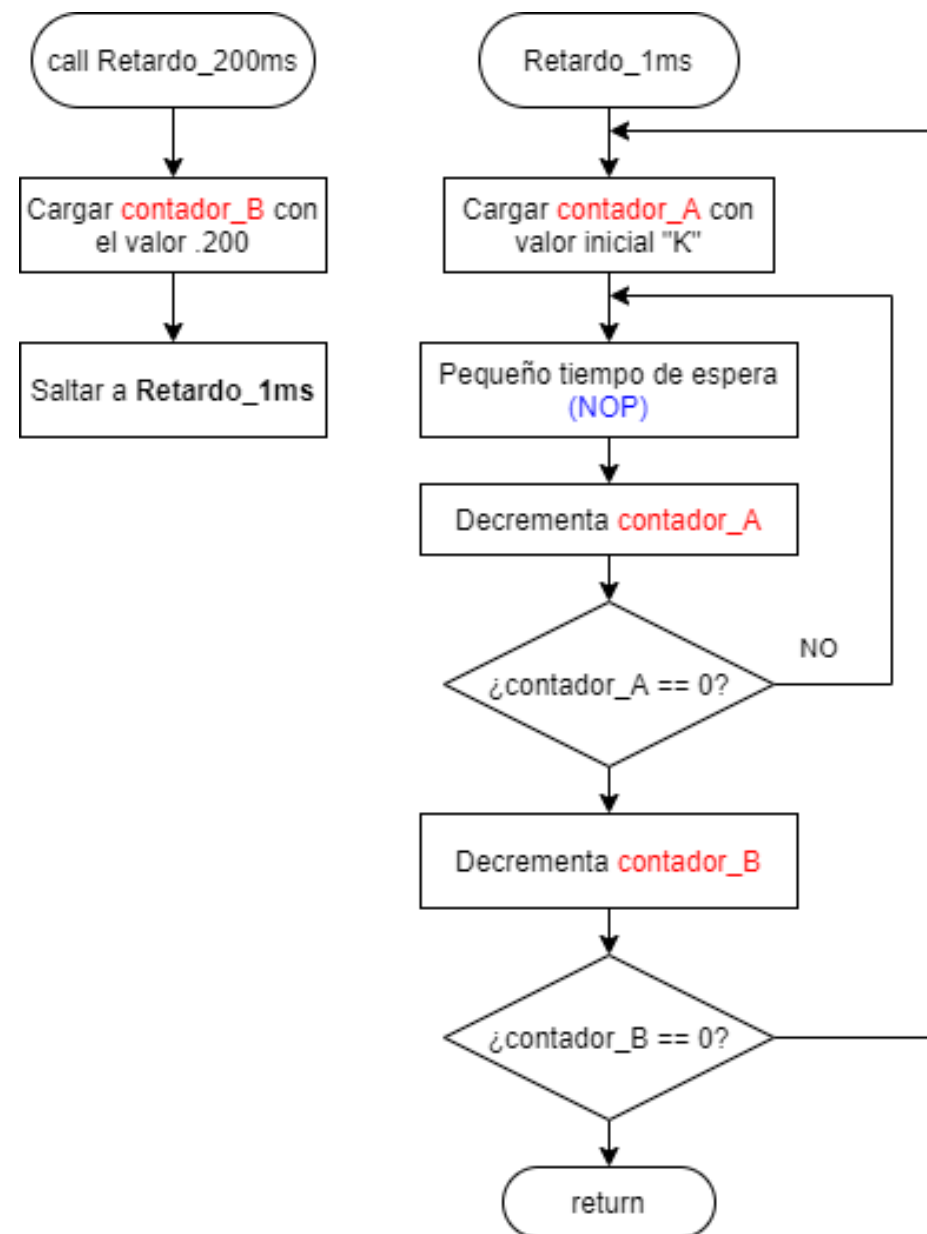 call Retardo_200ms
Cargar contador_B con
el valor .200
Saltar a Retardo_1ms
Retardo_1ms
Cargar contador_A con
valor inicial "K"
Pequeño tiempo de espera
(NOP)
Decrementa contador_A
¿contador_A == 0?
NO
Decrementa contador_B
¿contador_B == 0?
return